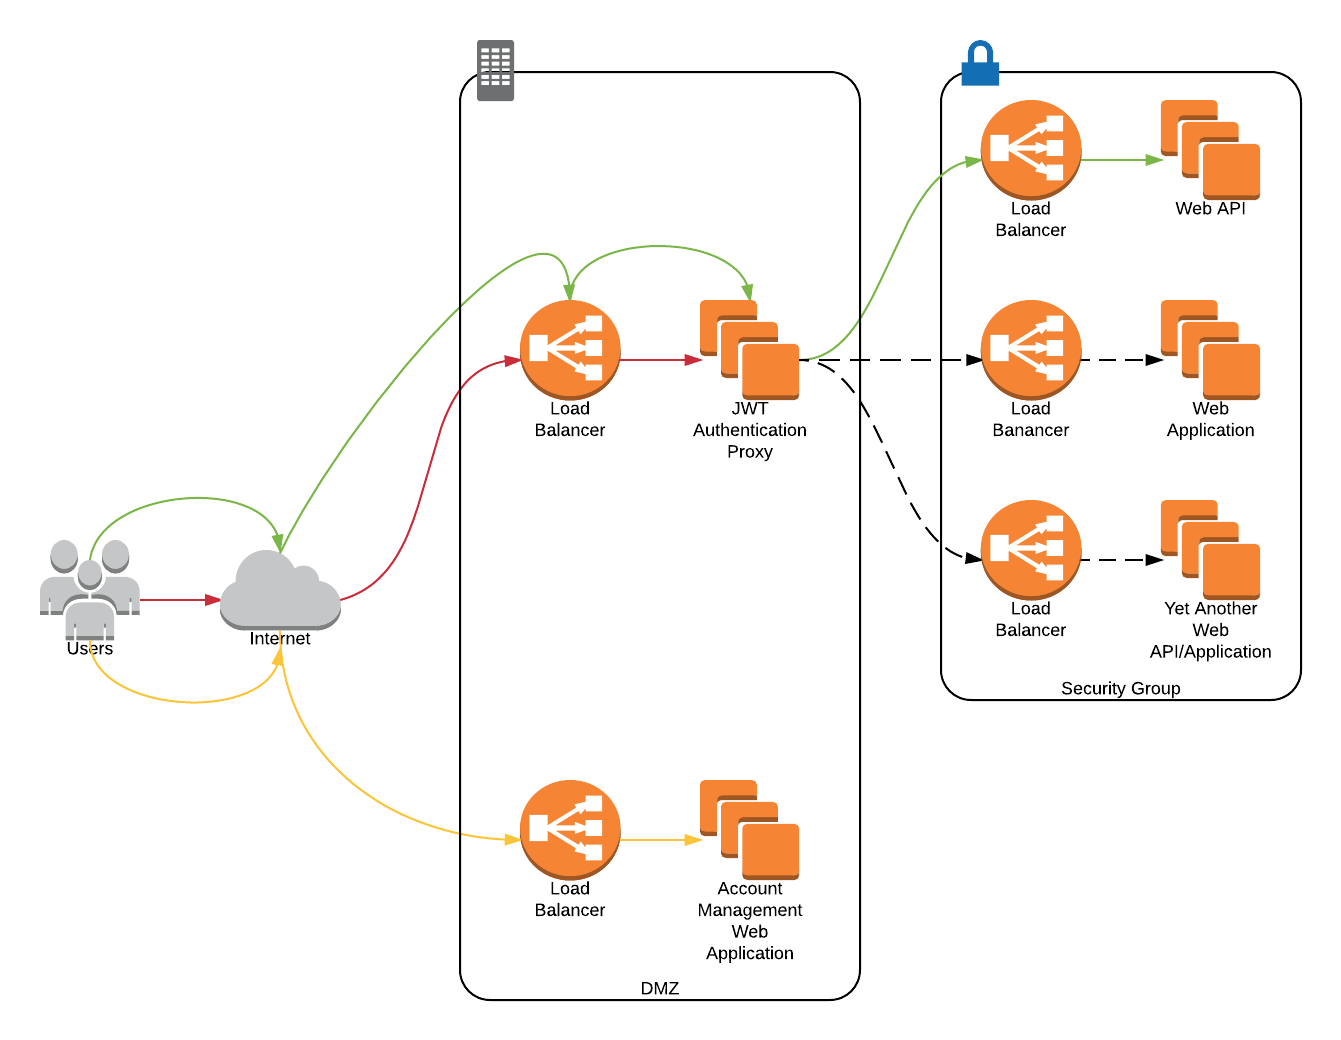 Load
Balancer
Web API
Load
Balancer
JWT
Authentication
Proxy
Load
Banancer
Web
Application
Users
Internet
Load
Balancer
Yet Another
Web
API/Application
Security Group
Load
Balancer
Account
Management
Web
Application
DMZ